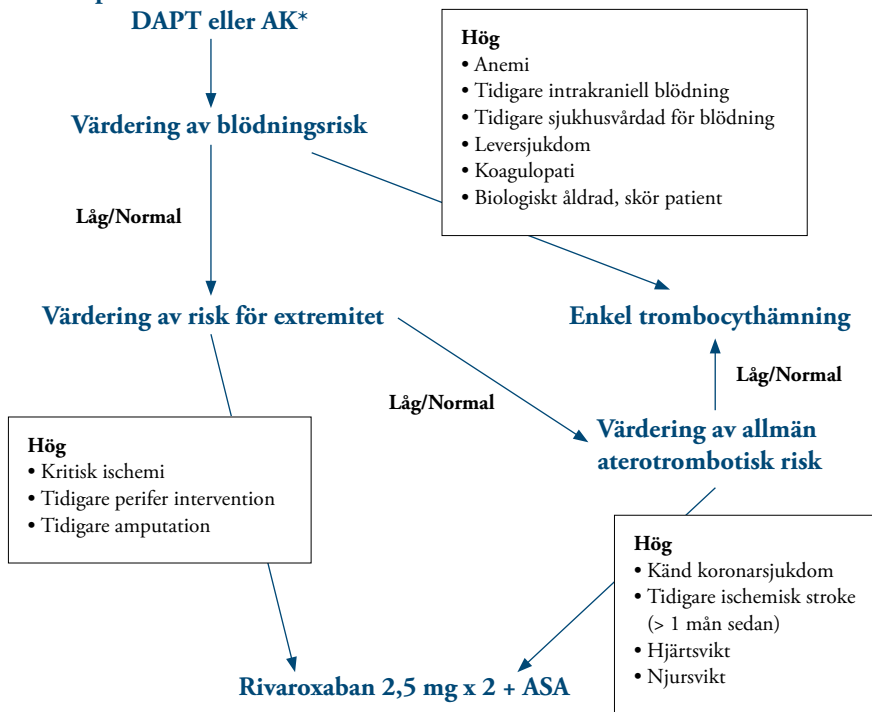 DAPT eller AK*
Hög
• Anemi
• Tidigare intrakraniell blödning
• Tidigare sjukhusvårdad för blödning
• Leversjukdom
• Koagulopati
• Biologiskt åldrad, skör patient
Värdering av blödningsrisk
Låg/Normal
Värdering av risk för extremitet
Enkel trombocythämning
Låg/Normal
Låg/Normal
Värdering av allmän
aterotrombotisk risk
Hög
• Kritisk ischemi
• Tidigare perifer intervention
• Tidigare amputation
Hög
• Känd koronarsjukdom
• Tidigare ischemisk stroke
(> 1 mån sedan)
• Hjärtsvikt
• Njursvikt
Rivaroxaban 2,5 mg x 2 + ASA